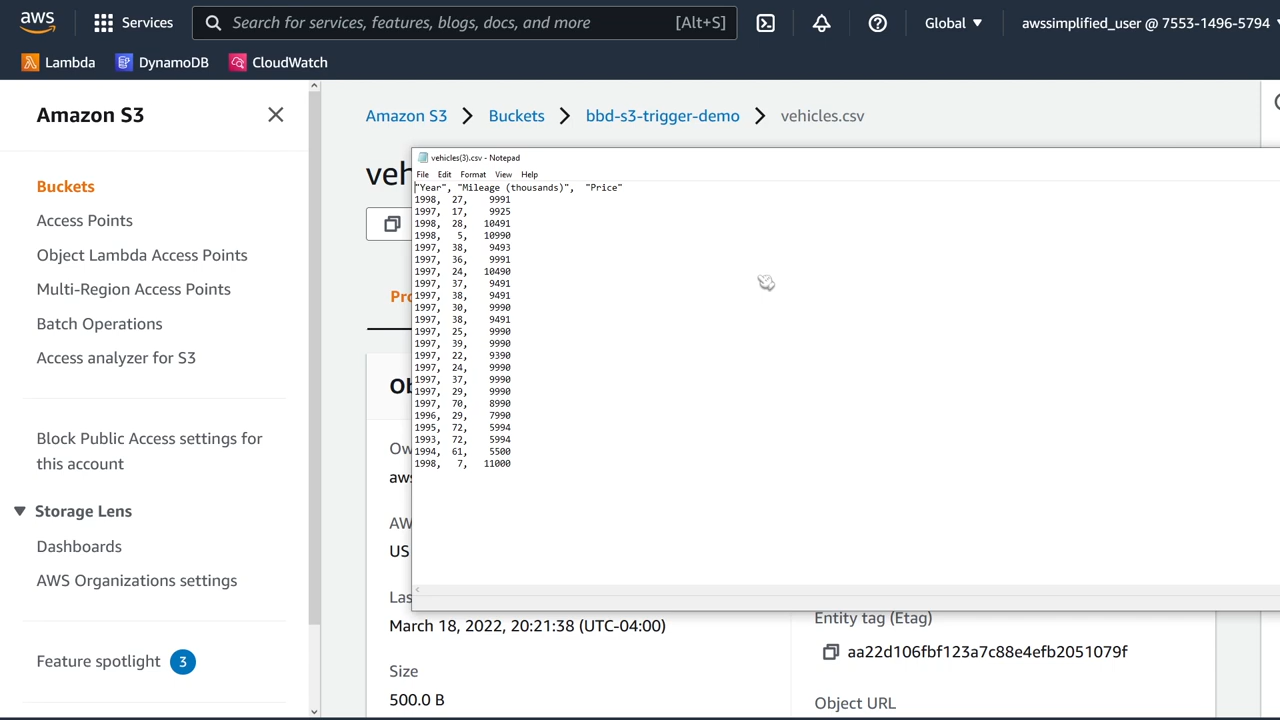 aws
Services
Search for services, features, blogs, docs, and more
[Alt+S]
Global
awssimplified_user @ 7553-1496-5794
Lambda
DynamoDB
CloudWatch
Amazon S3
Buckets
Access Points
Object Lambda Access Points
Multi-Region Access Points
Batch Operations
Access analyzer for S3
Block Public Access settings for
this account
Storage Lens
Dashboards
AWS Organizations settings
Feature spotlight 3
Amazon S3 > Buckets > bbd-s3-trigger-demo > vehicles.csv
veh
vehicles(3).csv - Notepad
File Edit Format View Help
"Year", "Mileage (thousands)", "Price"
1998, 27, 9991
1997, 17, 9925
1998, 28, 10491
1998, 5, 10990
1997, 38, 9493
1997, 36, 9991
1997, 24, 10490
1997, 37, 9491
1997, 38, 9491
1997, 30, 9990
1997, 38, 9491
1997, 25, 9990
1997, 39, 9990
1997, 22, 9390
1997, 24, 9990
1997, 37, 9990
1997, 29, 9990
1997, 70, 8990
1996, 29, 7990
1995, 72, 5994
1993, 72, 5994
1994, 61, 5500
1998, 7, 11000
Pro
Ob
Ow
aws
AW
US
Las
March 18, 2022, 20:21:38 (UTC-04:00)
Size
500.0 B
Entity tag (Etag)
aa22d106fbf123a7c88e4efb2051079f
Object URL